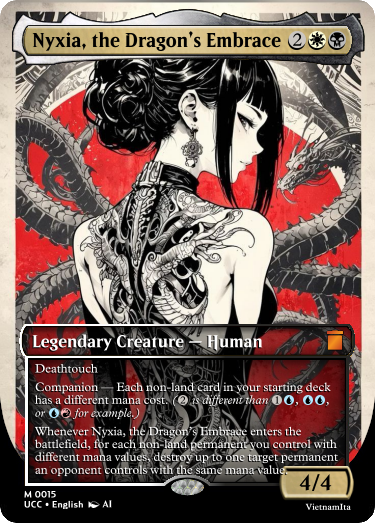 Nyxia, the Dragon's Embrace 2
Legendary Creature — Human
Deathtouch
Companion — Each non-land card in your starting deck
has a different mana cost. (2 is different than 1
or for example.)
Whenever Nyxia, the Dragon's Embrace enters the
battlefield, for each non-land permanent you control with
different mana values, destroy up to one target permanent
an opponent controls with the same mana value.
4/4
M 0015
UCC • English AI
VietnamIta